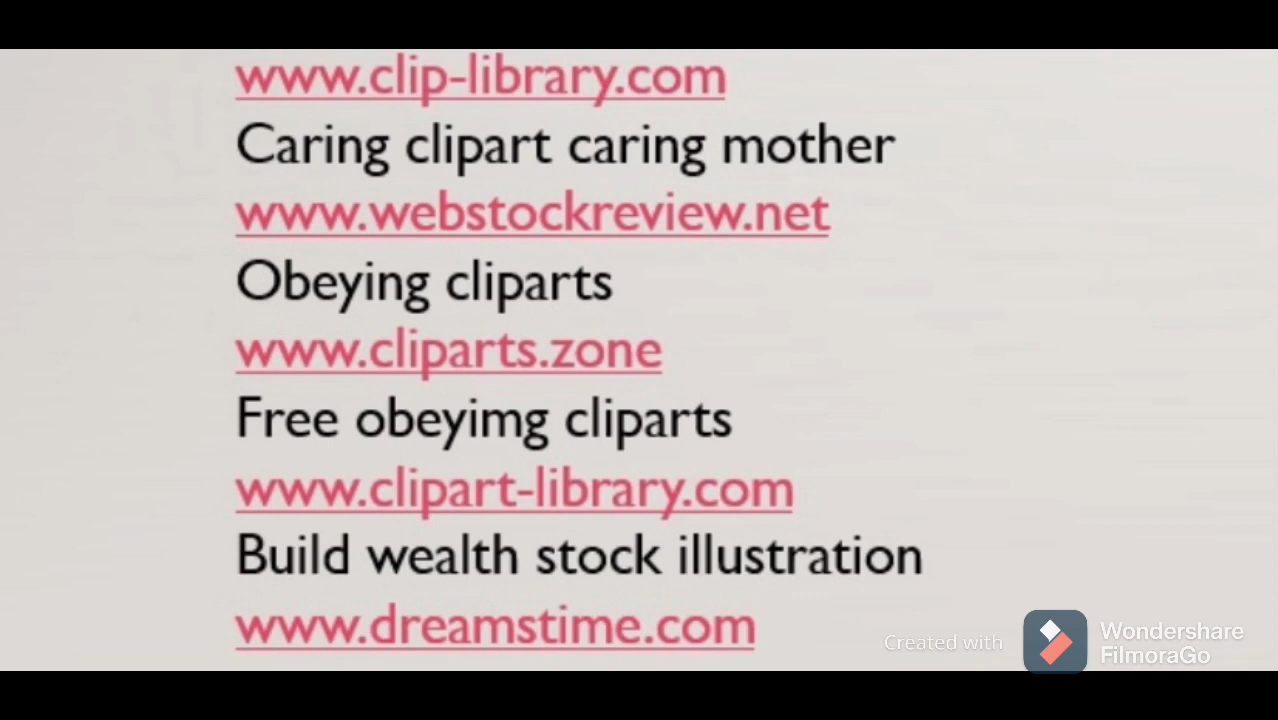 www.clip-library.com
Caring clipart caring mother
www.webstockreview.net
Obeying cliparts
www.cliparts.zone
Free obeyimg cliparts
www.clipart-library.com
Build wealth stock illustration
www.dreamstime.com
Created with
Wondershare
FilmoraGo